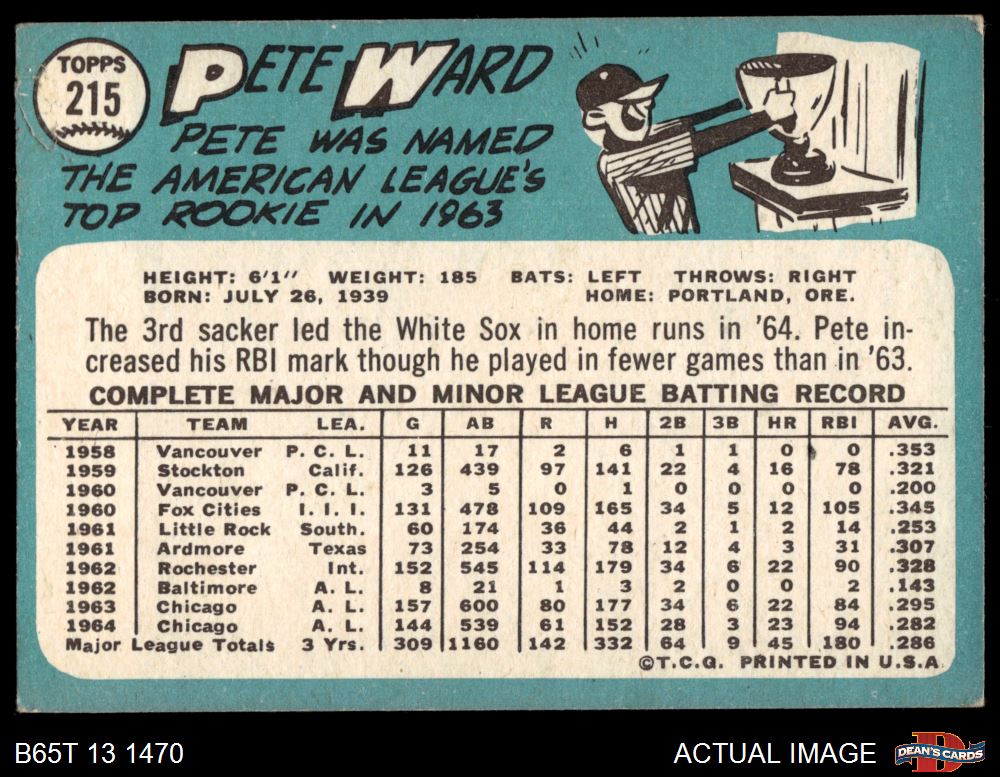 TOPPS
215
PETE WARD
PETE WAS NAMED
THE AMERICAN LEAGUE'S
TOP ROOKIE IN 1963
HEIGHT: 6'1" WEIGHT: 185 BATS: LEFT THROWS: RIGHT
BORN: JULY 26, 1939 HOME: PORTLAND, ORE.
The 3rd sacker led the White Sox in home runs in '64. Pete in-
creased his RBI mark though he played in fewer games than in '63.
COMPLETE MAJOR AND MINOR LEAGUE BATTING RECORD
YEAR TEAM LEA. G AB R H 2B 3B HR RBI AVG.
1958 Vancouver P. C. L. 11 17 2 6 1 1 0 0 .353
1959 Stockton Calif. 126 439 97 141 22 4 16 78 .321
1960 Vancouver P. C. L. 3 5 0 1 0 0 0 0 .200
1960 Fox Cities I. I. I. 131 478 109 165 34 5 12 105 .345
1961 Little Rock South. 60 174 36 44 2 1 2 14 .253
1961 Ardmore Texas 73 254 33 78 12 4 3 31 .307
1962 Rochester Int. 152 545 114 179 34 6 22 90 .328
1962 Baltimore A. L. 8 21 1 3 2 0 0 2 .143
1963 Chicago A. L. 157 600 80 177 34 6 22 84 .295
1964 Chicago A. L. 144 539 61 152 28 3 23 94 .282
Major League Totals 3 Yrs. 309 1160 142 332 64 9 45 180 .286
©T.C.G. PRINTED IN U.S.A
B65T 13 1470 ACTUAL IMAGE DEAN'S CARDS